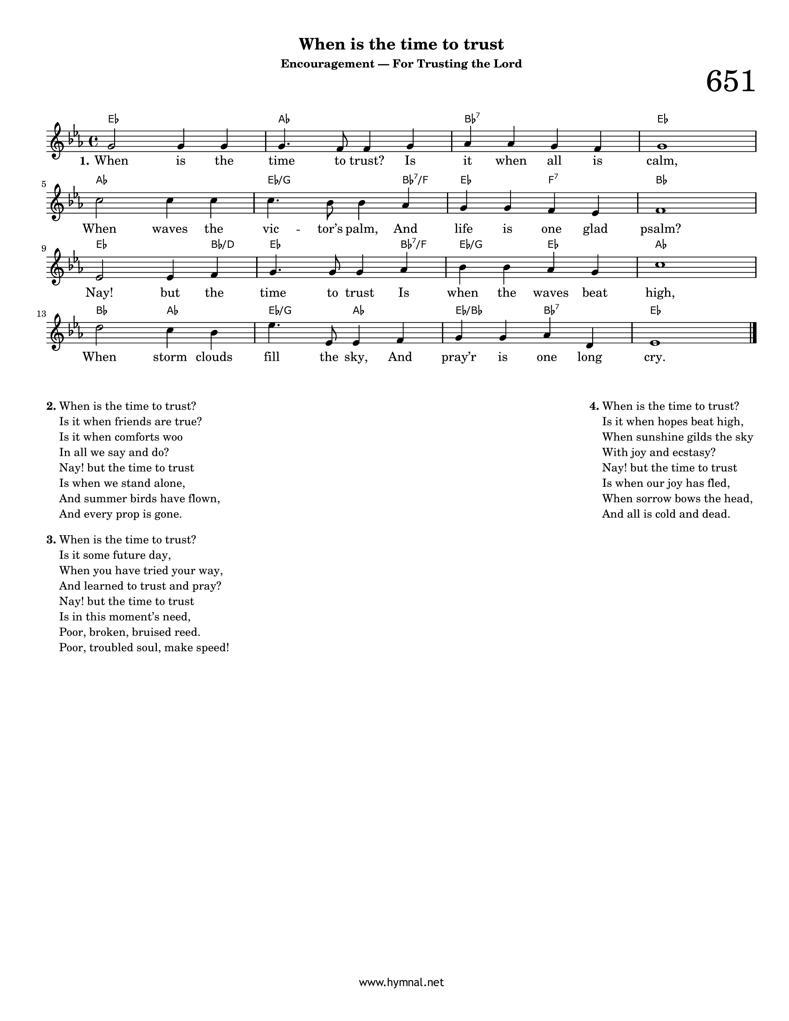 When is the time to trust
Encouragement — For Trusting the Lord
651
E♭ A♭ B♭7 E♭
1. When is the time to trust? Is it when all is calm,
5
A♭ E♭/G B♭7/F E♭ F7 B♭
When waves the vic - tor's palm, And life is one glad psalm?
9
E♭ B♭/D E♭ B♭7/F E♭/G E♭ A♭
Nay! but the time to trust Is when the waves beat high,
13
B♭ A♭ E♭/G A♭ E♭/B♭ B♭7 E♭
When storm clouds fill the sky, And pray'r is one long cry.
2. When is the time to trust?
Is it when friends are true?
Is it when comforts woo
In all we say and do?
Nay! but the time to trust
Is when we stand alone,
And summer birds have flown,
And every prop is gone.
3. When is the time to trust?
Is it some future day,
When you have tried your way,
And learned to trust and pray?
Nay! but the time to trust
Is in this moment's need,
Poor, broken, bruised reed.
Poor, troubled soul, make speed!
4. When is the time to trust?
Is it when hopes beat high,
When sunshine gilds the sky
With joy and ecstasy?
Nay! but the time to trust
Is when our joy has fled,
When sorrow bows the head,
And all is cold and dead.
www.hymnal.net